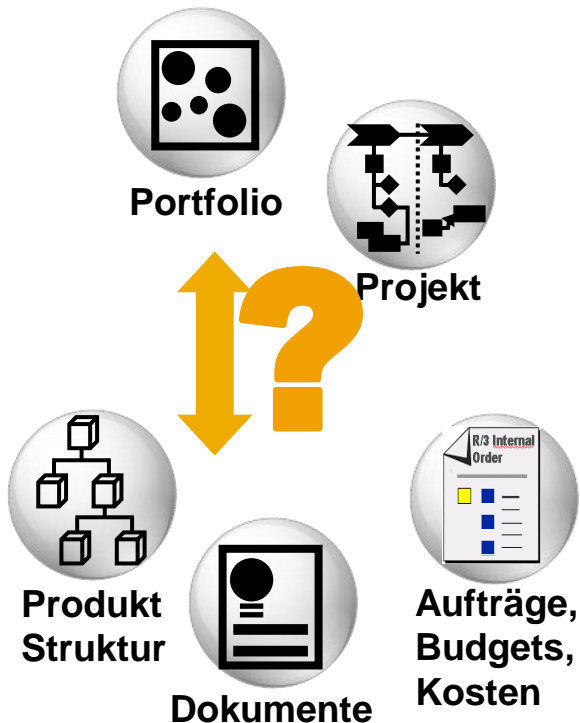 Portfolio
Projekt
?
R/3 Internal
Order
Produkt
Struktur
Aufträge,
Budgets,
Kosten
Dokumente